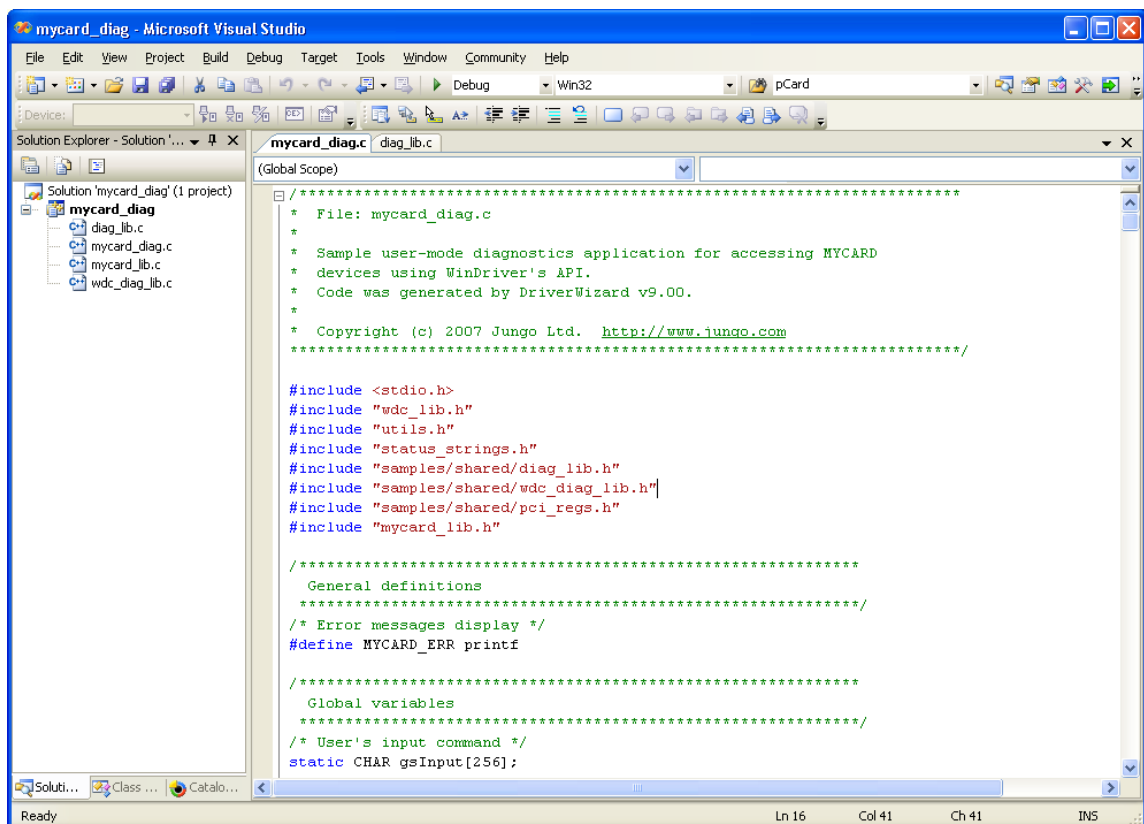 mycard_diag - Microsoft Visual Studio
File Edit View Project Build Debug Target Tools Window Community Help
Debug Win32 pCard
Device:
Solution Explorer - Solution '...
mycard_diag.c diag_lib.c
(Global Scope)
Solution 'mycard_diag' (1 project)
mycard_diag
diag_lib.c
mycard_diag.c
mycard_lib.c
wdc_diag_lib.c
/************************************************************************
* File: mycard_diag.c
*
* Sample user-mode diagnostics application for accessing MYCARD
* devices using WinDriver's API.
* Code was generated by DriverWizard v9.00.
*
* Copyright (c) 2007 Jungo Ltd. http://www.jungo.com
*************************************************************************/
#include <stdio.h>
#include "wdc_lib.h"
#include "utils.h"
#include "status_strings.h"
#include "samples/shared/diag_lib.h"
#include "samples/shared/wdc_diag_lib.h"
#include "samples/shared/pci_regs.h"
#include "mycard_lib.h"
/*************************************************************
General definitions
*************************************************************/
/* Error messages display */
#define MYCARD_ERR printf
/*************************************************************
Global variables
*************************************************************/
/* User's input command */
static CHAR gsInput[256];
Soluti... Class ... Catalo...
Ready Ln 16 Col 41 Ch 41 INS